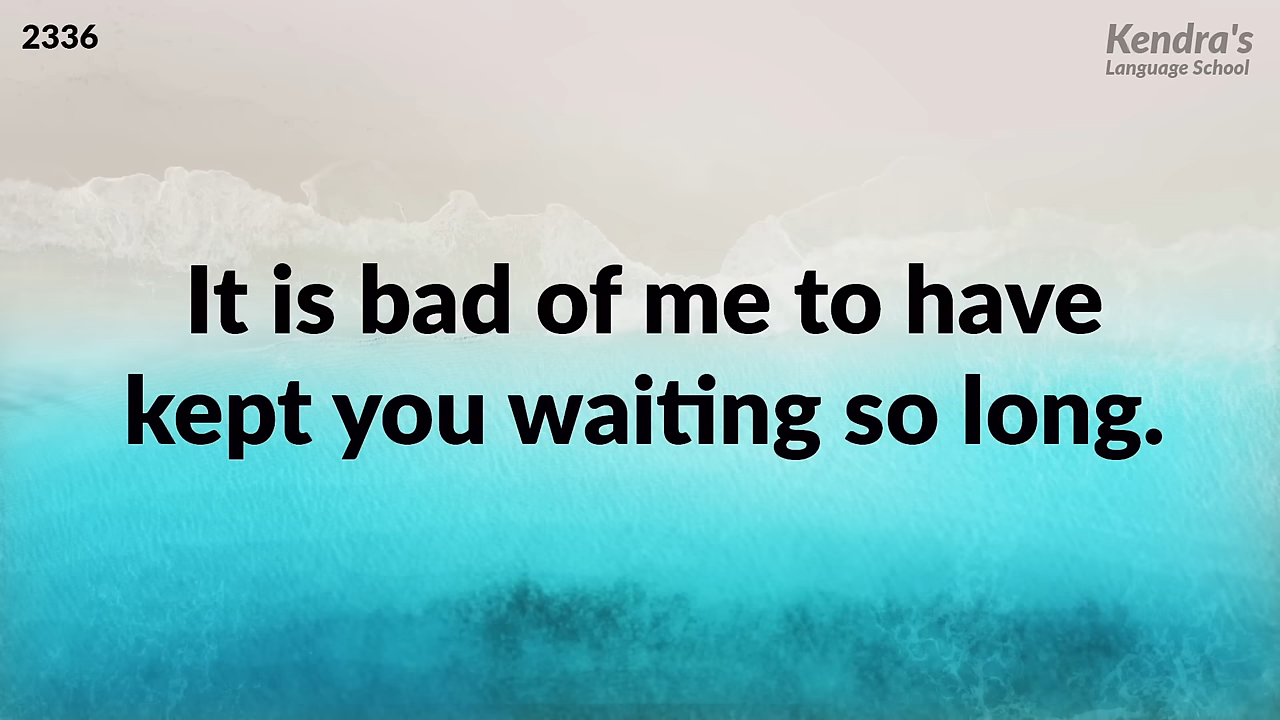 2336
Kendra's
Language School
It is bad of me to have
kept you waiting so long.